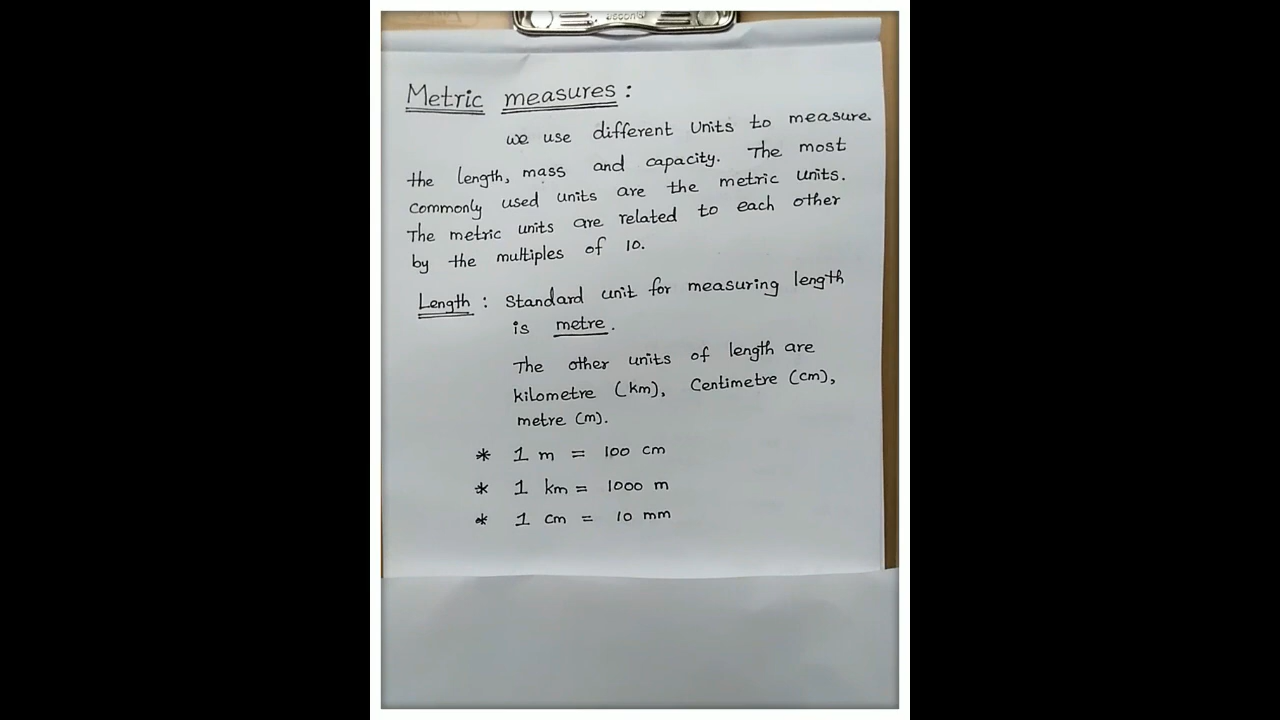 Metric measures :
we use different Units to measure
the length, mass and capacity. The most
Commonly used units are the metric units.
The metric units are related to each other
by the multiples of 10.
Length : Standard unit for measuring length
is metre.
The other units of length are
kilometre (km), Centimetre (cm),
metre (m).
* 1 m = 100 cm
* 1 km = 1000 m
* 1 cm = 10 mm